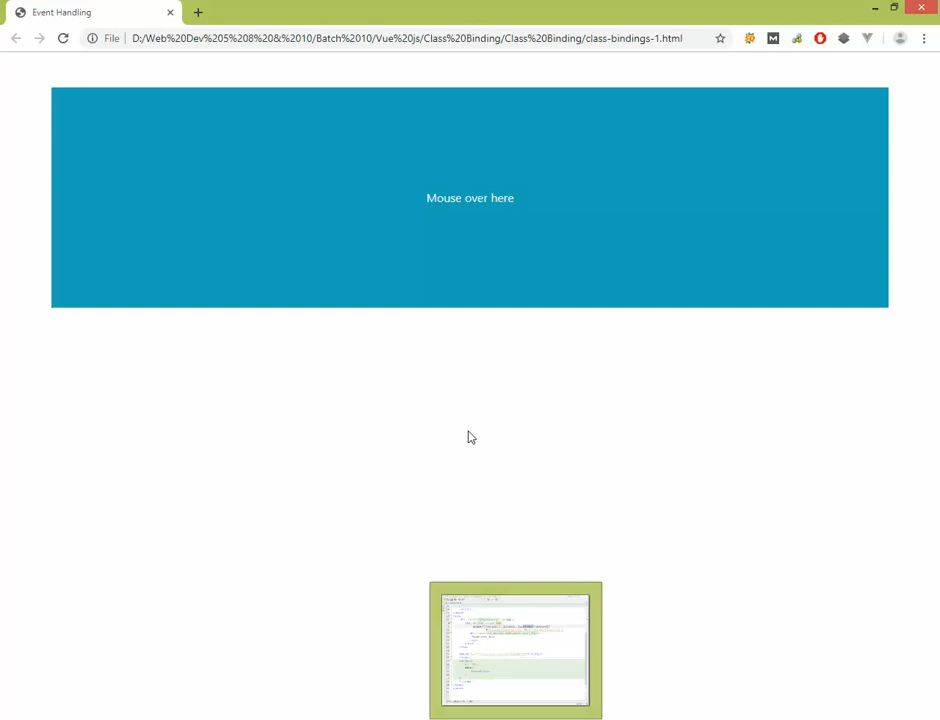 Event Handling
File
D:/Web%20Dev%205%208%20&%2010/Batch%2010/Vue%20js/Class%20Binding/Class%20Binding/class-bindings-1.html
Mouse over here